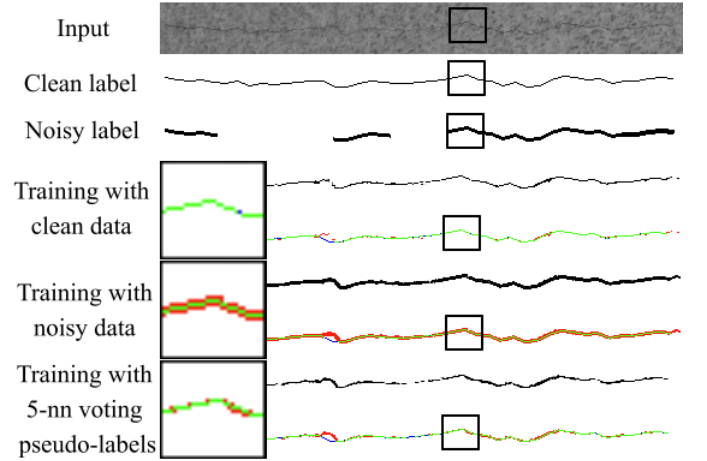 Input
Clean label
Noisy label
Training with
clean data
Training with
noisy data
Training with
5-nn voting
pseudo-labels